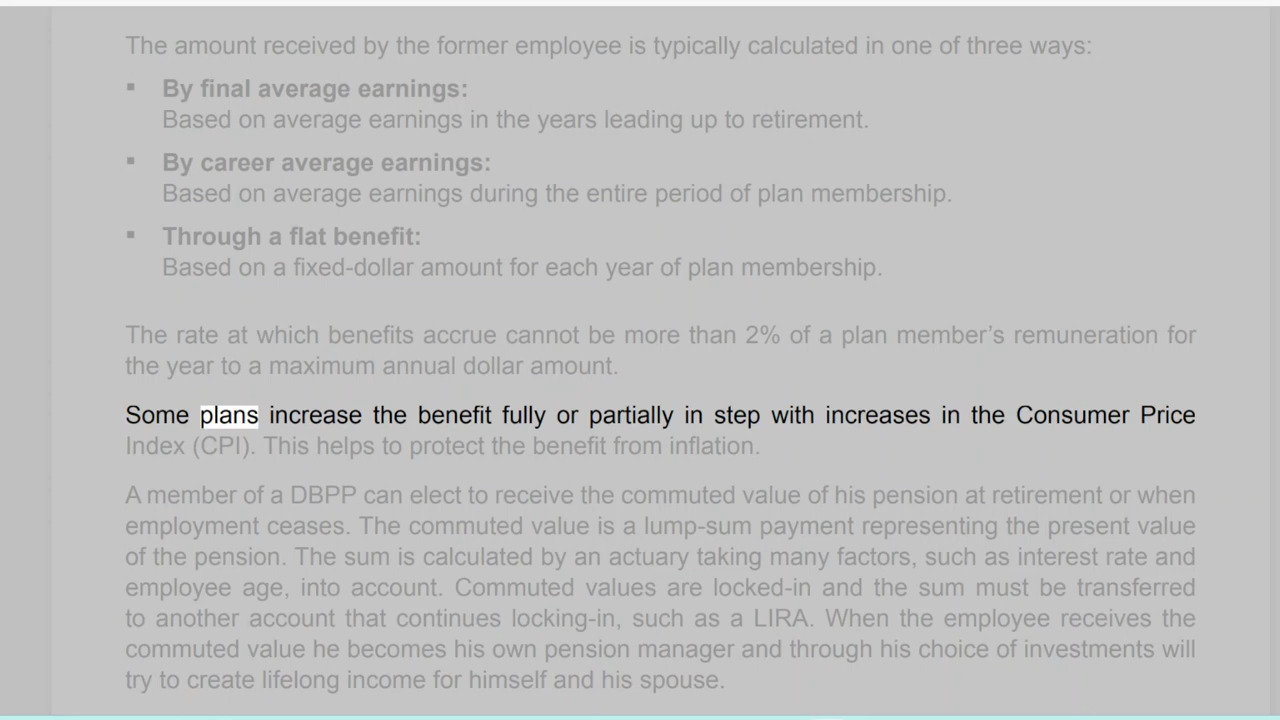 The amount received by the former employee is typically calculated in one of three ways:
▪ By final average earnings:
Based on average earnings in the years leading up to retirement.
▪ By career average earnings:
Based on average earnings during the entire period of plan membership.
▪ Through a flat benefit:
Based on a fixed-dollar amount for each year of plan membership.
The rate at which benefits accrue cannot be more than 2% of a plan member’s remuneration for
the year to a maximum annual dollar amount.
Some plans increase the benefit fully or partially in step with increases in the Consumer Price
Index (CPI). This helps to protect the benefit from inflation.
A member of a DBPP can elect to receive the commuted value of his pension at retirement or when
employment ceases. The commuted value is a lump-sum payment representing the present value
of the pension. The sum is calculated by an actuary taking many factors, such as interest rate and
employee age, into account. Commuted values are locked-in and the sum must be transferred
to another account that continues locking-in, such as a LIRA. When the employee receives the
commuted value he becomes his own pension manager and through his choice of investments will
try to create lifelong income for himself and his spouse.